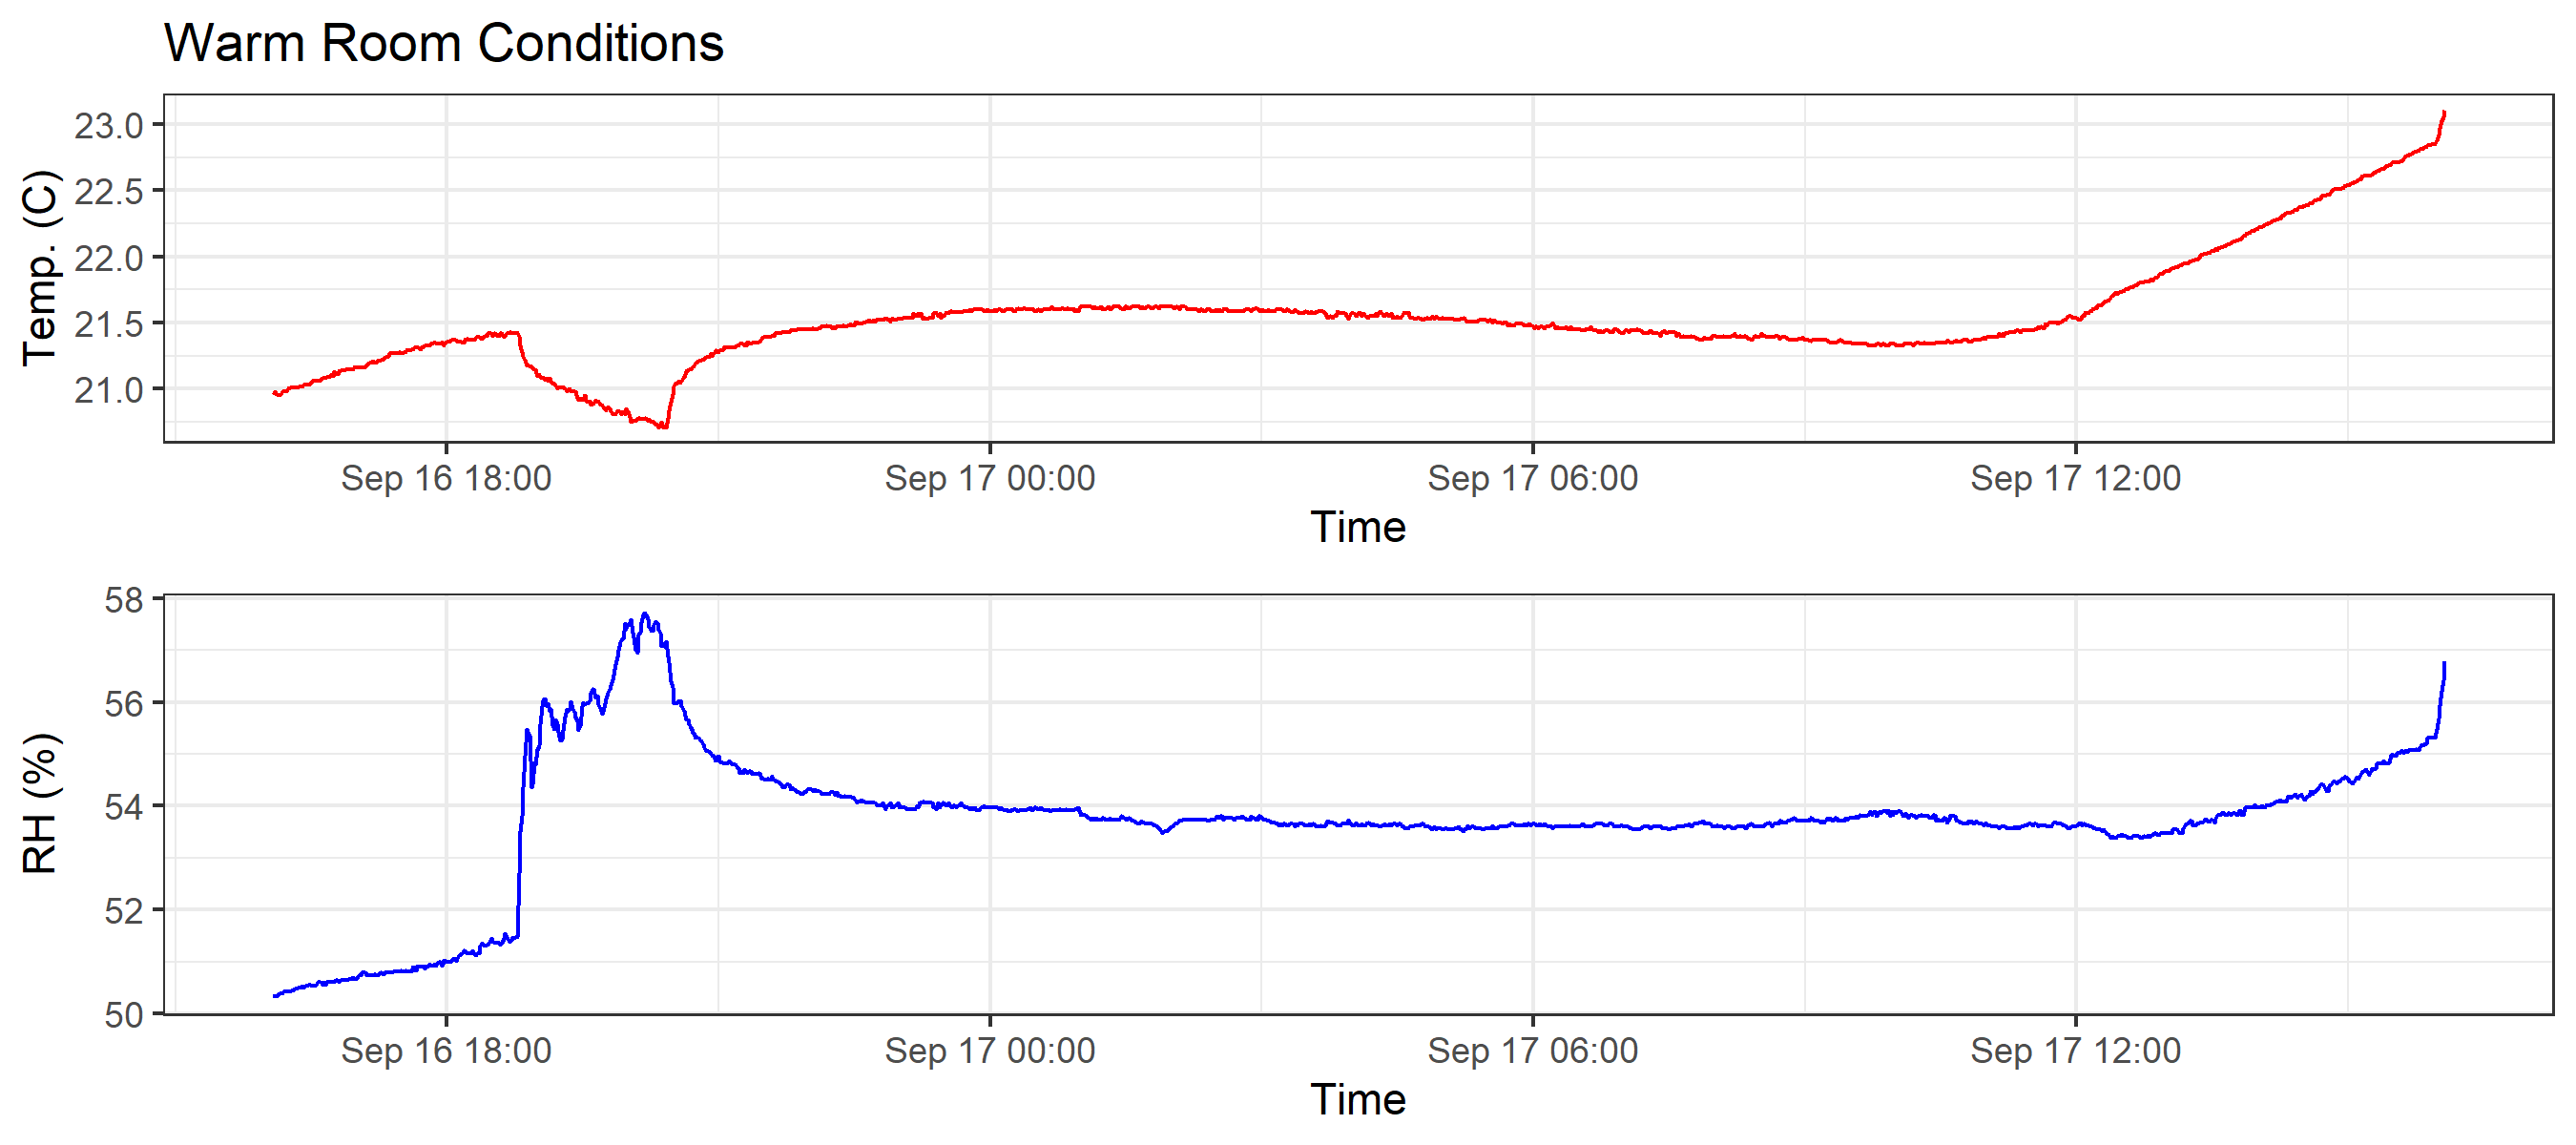 Warm Room Conditions
Temp. (C)
23.0
22.5
22.0
21.5
21.0
Sep 16 18:00 Sep 17 00:00 Sep 17 06:00 Sep 17 12:00
Time
RH (%)
58
56
54
52
50
Sep 16 18:00 Sep 17 00:00 Sep 17 06:00 Sep 17 12:00
Time